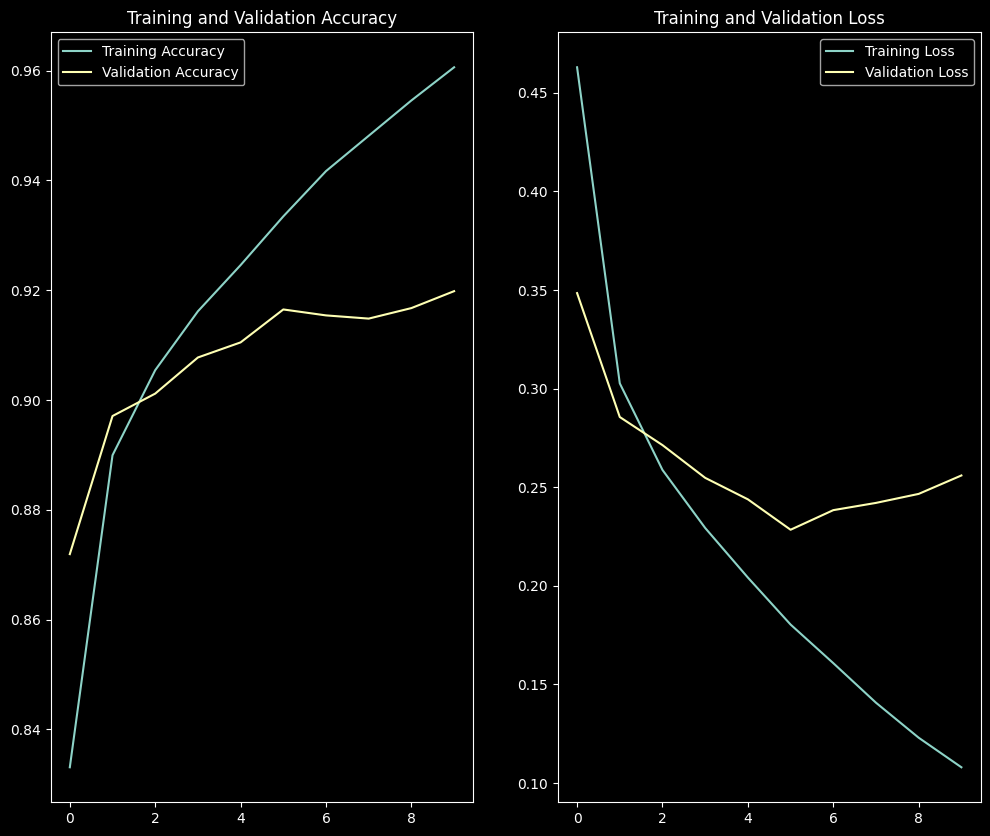 Training and Validation Accuracy
Training Accuracy
Validation Accuracy
0.96
0.94
0.92
0.90
0.88
0.86
0.84
0 2 4 6 8
Training and Validation Loss
Training Loss
Validation Loss
0.45
0.40
0.35
0.30
0.25
0.20
0.15
0.10
0 2 4 6 8